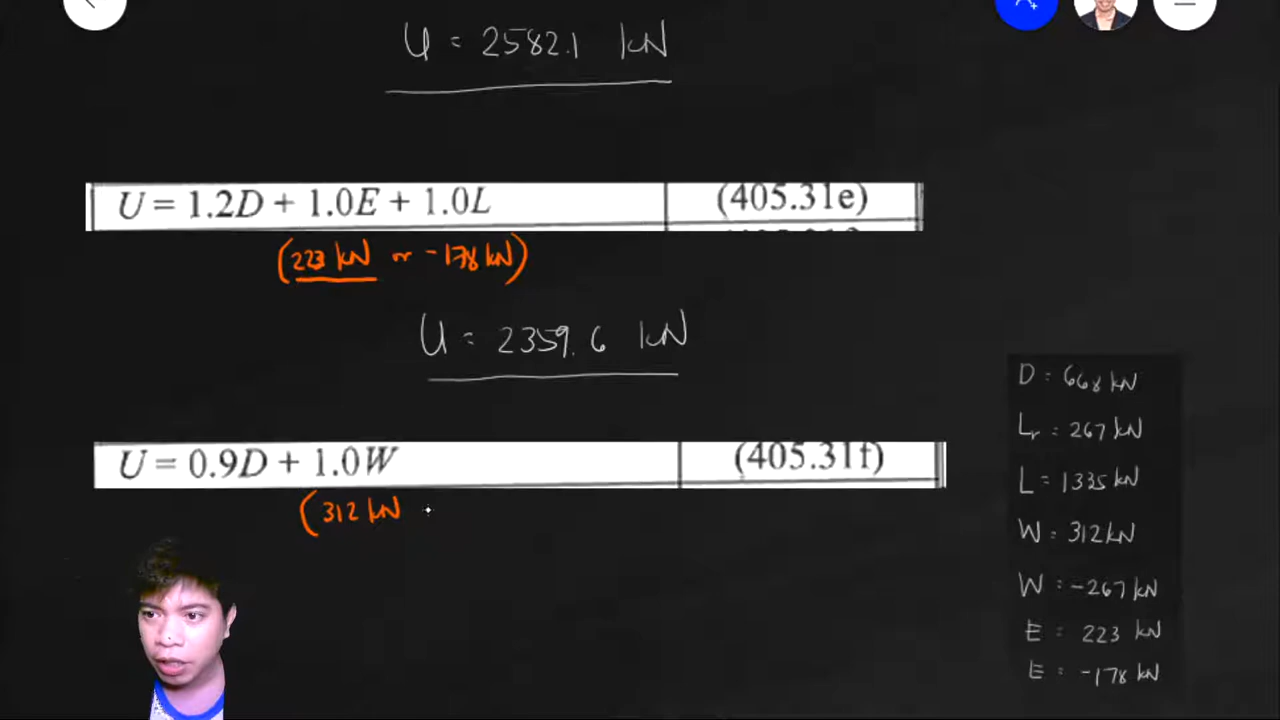 U = 2582.1 kN
U = 1.2D + 1.0E + 1.0L (405.31e)
(223 kN or -178 kN)
U = 2359.6 kN
U = 0.9D + 1.0W (405.31f)
(312 kN
D = 668 kN
Lr = 267 kN
L = 1335 kN
W = 312 kN
W = -267 kN
E = 223 kN
E = -178 kN